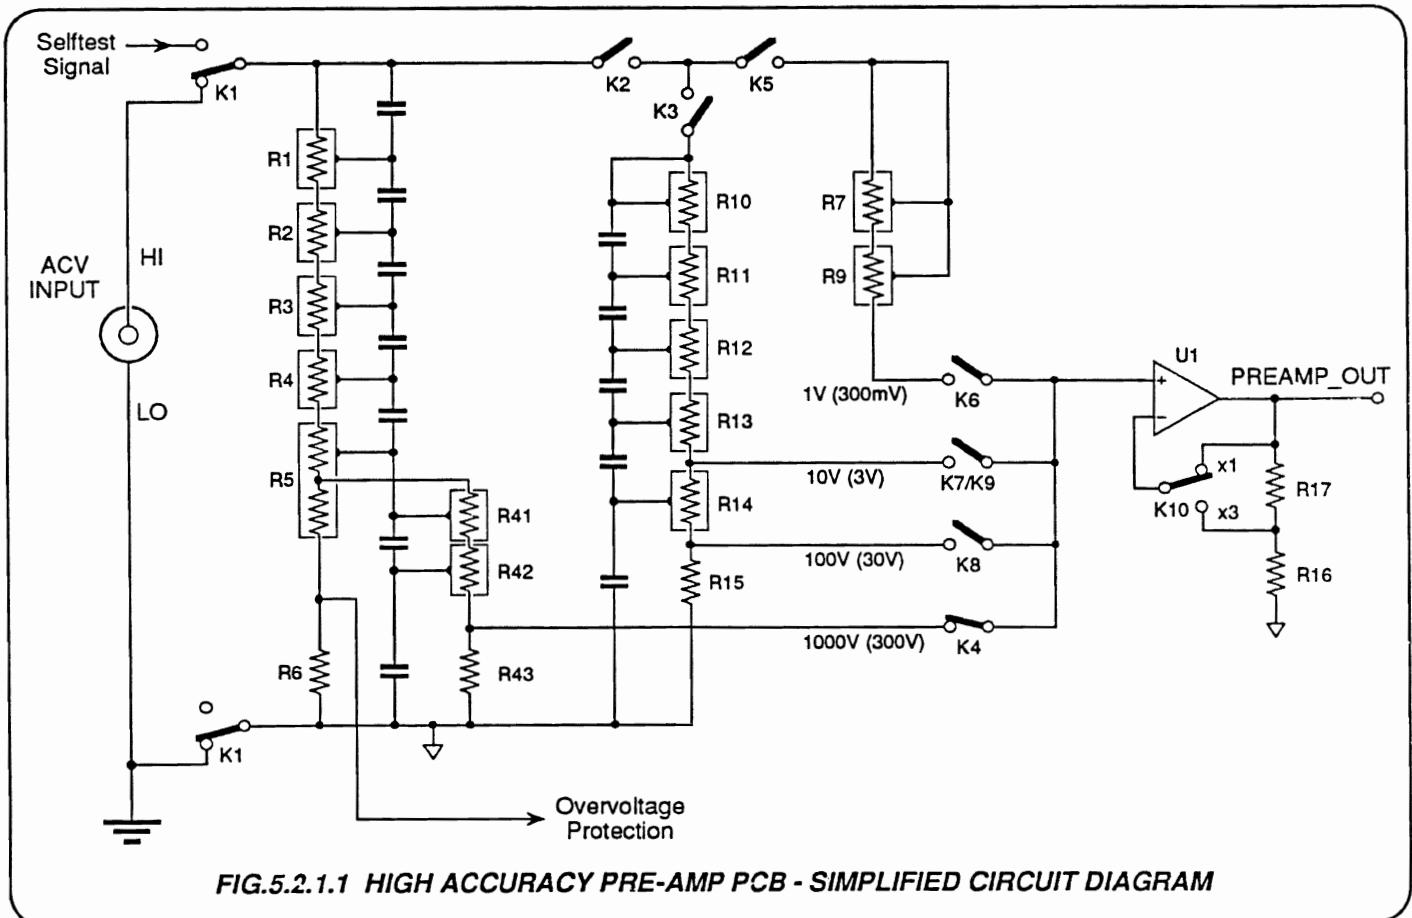 Selftest
Signal
K1
K2
K3
K5
R1
R2
R3
R4
R5
R6
R10
R11
R12
R13
R14
R15
R7
R9
R41
R42
R43
ACV
INPUT
HI
LO
1V (300mV)
K6
10V (3V)
K7/K9
100V (30V)
K8
1000V (300V)
K4
U1
+
−
PREAMP_OUT
x1
K10
x3
R17
R16
K1
Overvoltage
Protection
FIG.5.2.1.1 HIGH ACCURACY PRE-AMP PCB - SIMPLIFIED CIRCUIT DIAGRAM